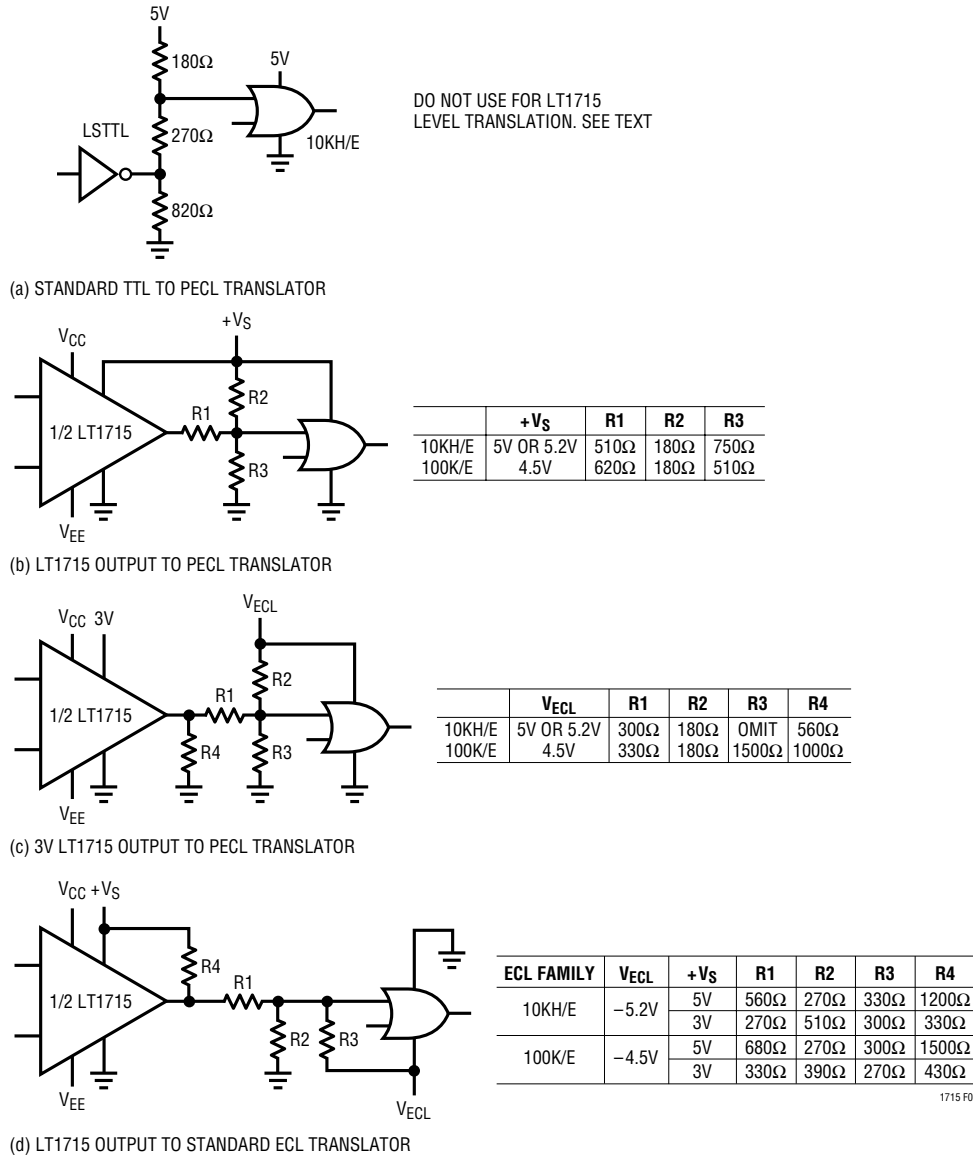 5V
180Ω
5V
LSTTL
270Ω
10KH/E
820Ω
DO NOT USE FOR LT1715
LEVEL TRANSLATION. SEE TEXT
(a) STANDARD TTL TO PECL TRANSLATOR
+VS
VCC
R2
R1
1/2 LT1715
R3
VEE
+VS R1 R2 R3
10KH/E 5V OR 5.2V 510Ω 180Ω 750Ω
100K/E 4.5V 620Ω 180Ω 510Ω
(b) LT1715 OUTPUT TO PECL TRANSLATOR
VECL
VCC 3V
R2
R1
1/2 LT1715
R4
R3
VEE
VECL R1 R2 R3 R4
10KH/E 5V OR 5.2V 300Ω 180Ω OMIT 560Ω
100K/E 4.5V 330Ω 180Ω 1500Ω 1000Ω
(c) 3V LT1715 OUTPUT TO PECL TRANSLATOR
VCC +VS
R4
R1
1/2 LT1715
R2
R3
VEE
VECL
ECL FAMILY VECL +VS R1 R2 R3 R4
10KH/E −5.2V 5V 560Ω 270Ω 330Ω 1200Ω
3V 270Ω 510Ω 300Ω 330Ω
100K/E −4.5V 5V 680Ω 270Ω 300Ω 1500Ω
3V 330Ω 390Ω 270Ω 430Ω
1715 F0
(d) LT1715 OUTPUT TO STANDARD ECL TRANSLATOR